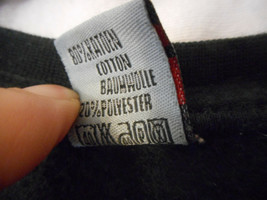 80% KATOEN
COTTON
BAUMWOLLE
20% POLYESTER